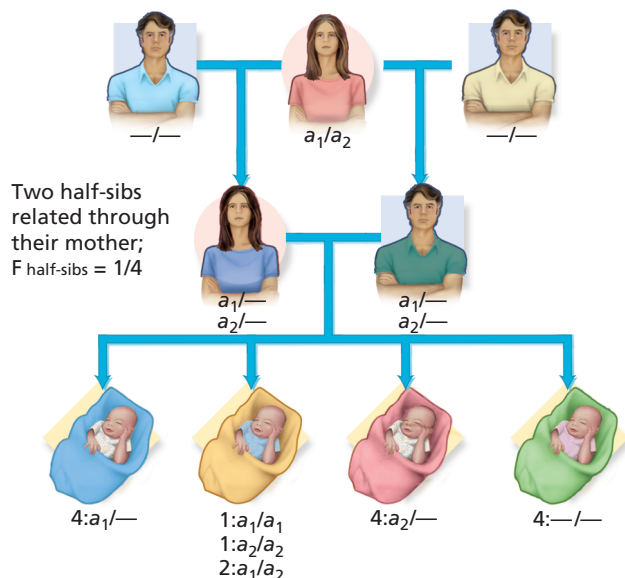 —/—
a₁/a₂
—/—
Two half-sibs
related through
their mother;
F half-sibs = 1/4
a₁/—
a₂/—
a₁/—
a₂/—
4:a₁/—
1:a₁/a₁
1:a₂/a₂
2:a₁/a₂
4:a₂/—
4:—/—